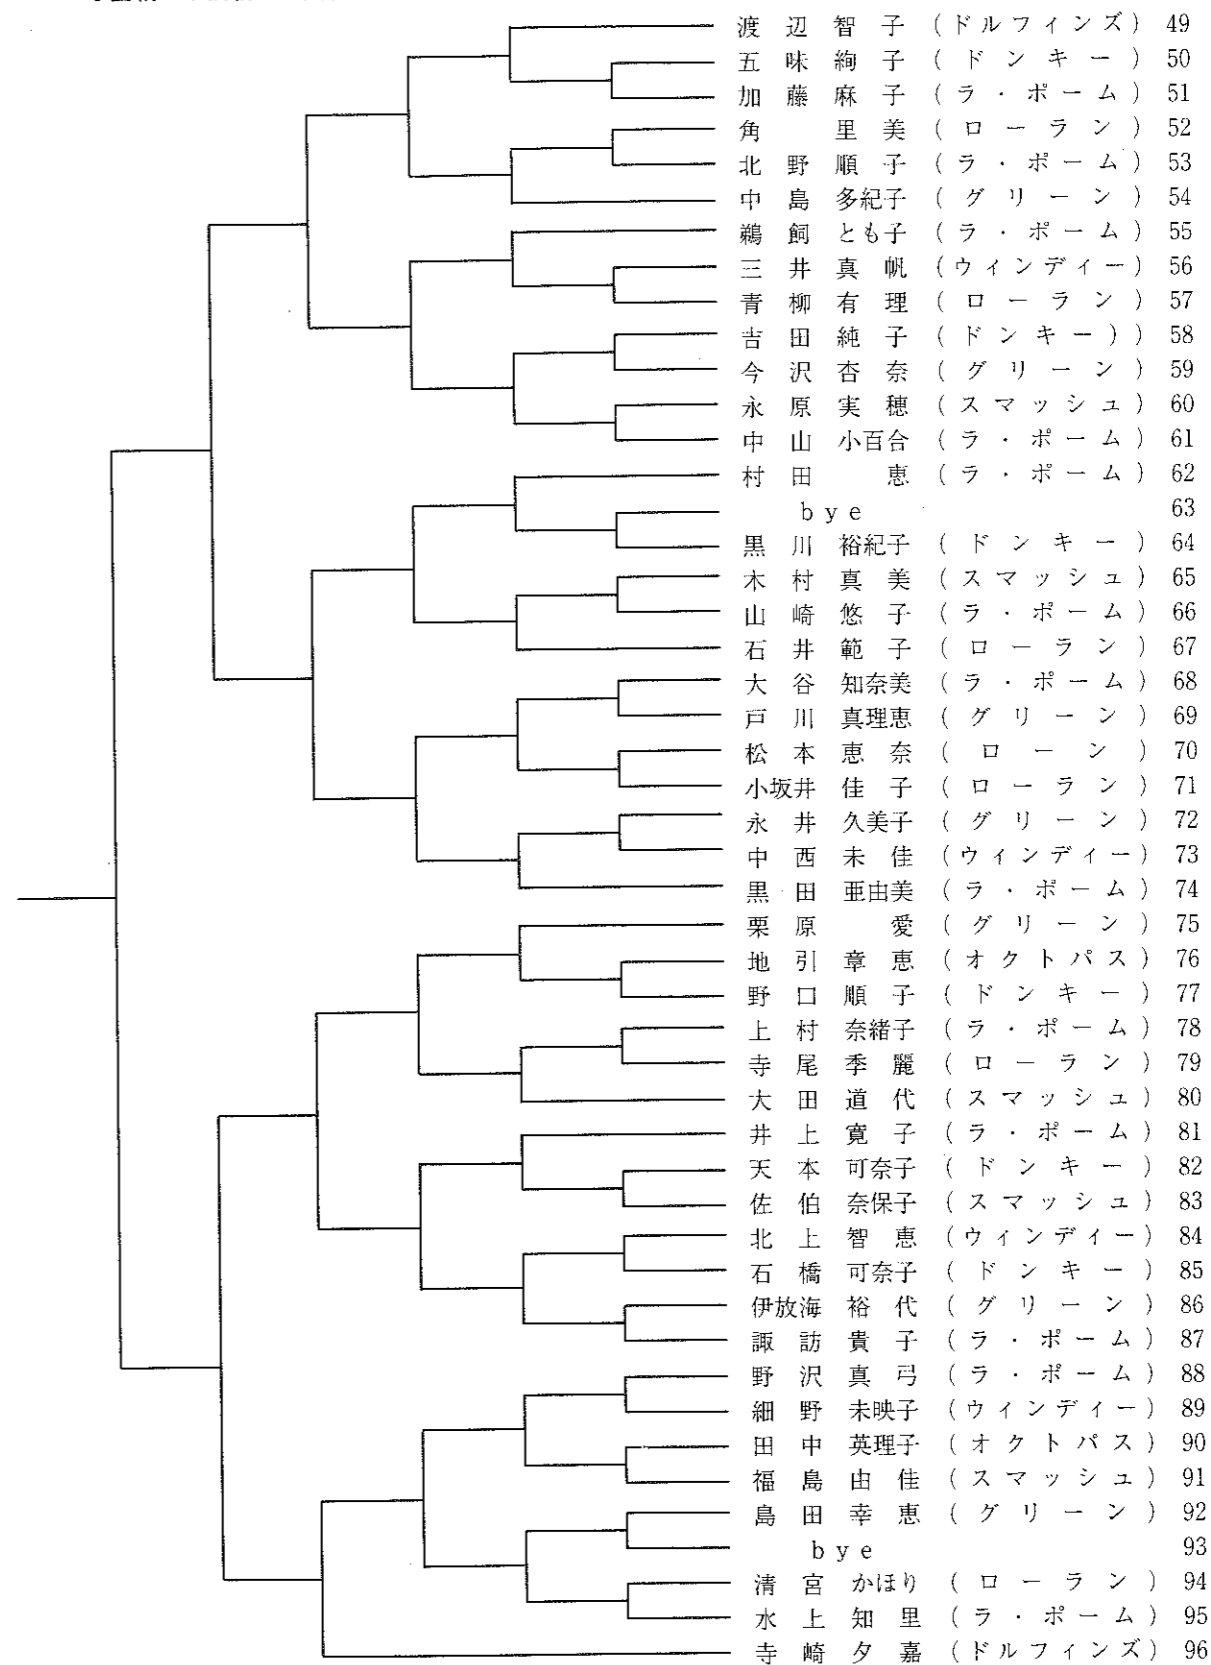 渡辺智子（ドルフィンズ）49
五味絢子（ドンキー）50
加藤麻子（ラ・ポーム）51
角里美（ローラン）52
北野順子（ラ・ポーム）53
中島多紀子（グリーン）54
鵜飼とも子（ラ・ポーム）55
三井真帆（ウィンディー）56
青柳有理（ローラン）57
吉田純子（ドンキー））58
今沢杏奈（グリーン）59
永原実穂（スマッシュ）60
中山小百合（ラ・ポーム）61
村田恵（ラ・ポーム）62
bye 63
黒川裕紀子（ドンキー）64
木村真美（スマッシュ）65
山崎悠子（ラ・ポーム）66
石井範子（ローラン）67
大谷知奈美（ラ・ポーム）68
戸川真理恵（グリーン）69
松本恵奈（ローン）70
小坂井佳子（ローラン）71
永井久美子（グリーン）72
中西未佳（ウィンディー）73
黒田亜由美（ラ・ポーム）74
栗原愛（グリーン）75
地引章恵（オクトパス）76
野口順子（ドンキー）77
上村奈緒子（ラ・ポーム）78
寺尾季麗（ローラン）79
大田道代（スマッシュ）80
井上寛子（ラ・ポーム）81
天本可奈子（ドンキー）82
佐伯奈保子（スマッシュ）83
北上智恵（ウィンディー）84
石橋可奈子（ドンキー）85
伊放海裕代（グリーン）86
諏訪貴子（ラ・ポーム）87
野沢真弓（ラ・ポーム）88
細野未映子（ウィンディー）89
田中英理子（オクトパス）90
福島由佳（スマッシュ）91
島田幸恵（グリーン）92
bye 93
清宮かほり（ローラン）94
水上知里（ラ・ポーム）95
寺崎夕嘉（ドルフィンズ）96